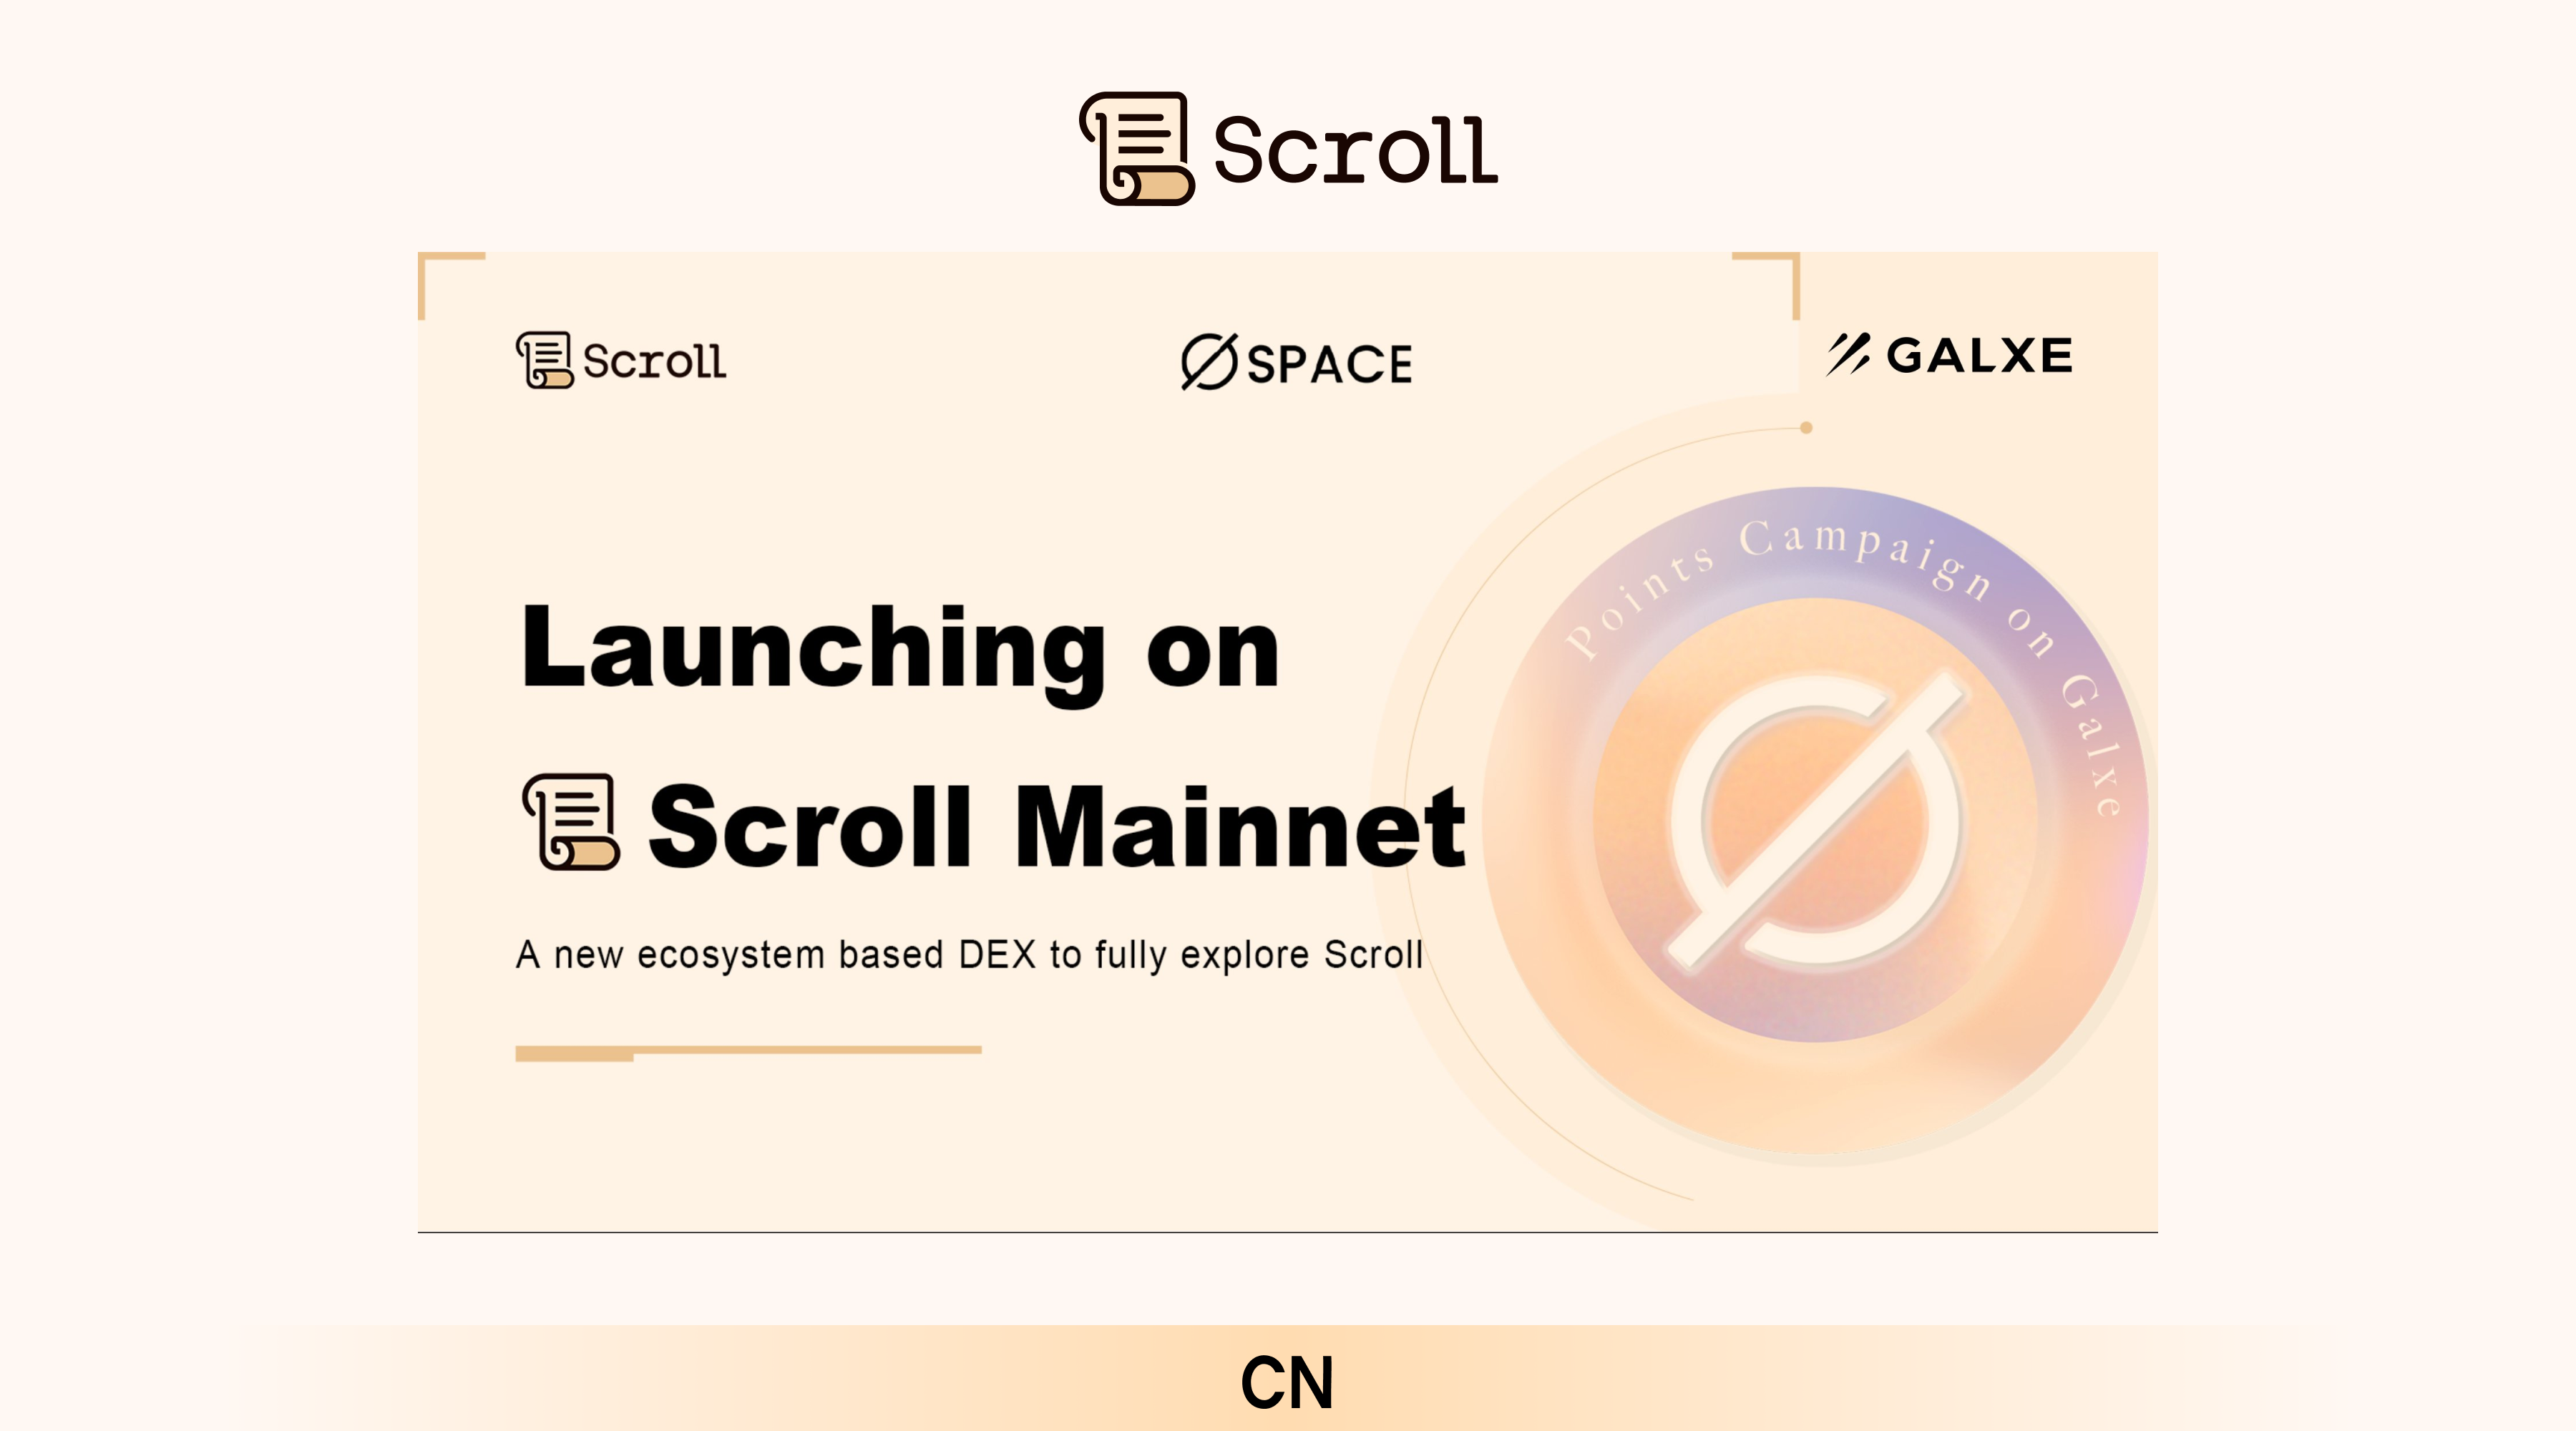 Scroll
Scroll
SPACE
GALXE
Points Campaign on Galxe
Launching on
Scroll Mainnet
A new ecosystem based DEX to fully explore Scroll
CN